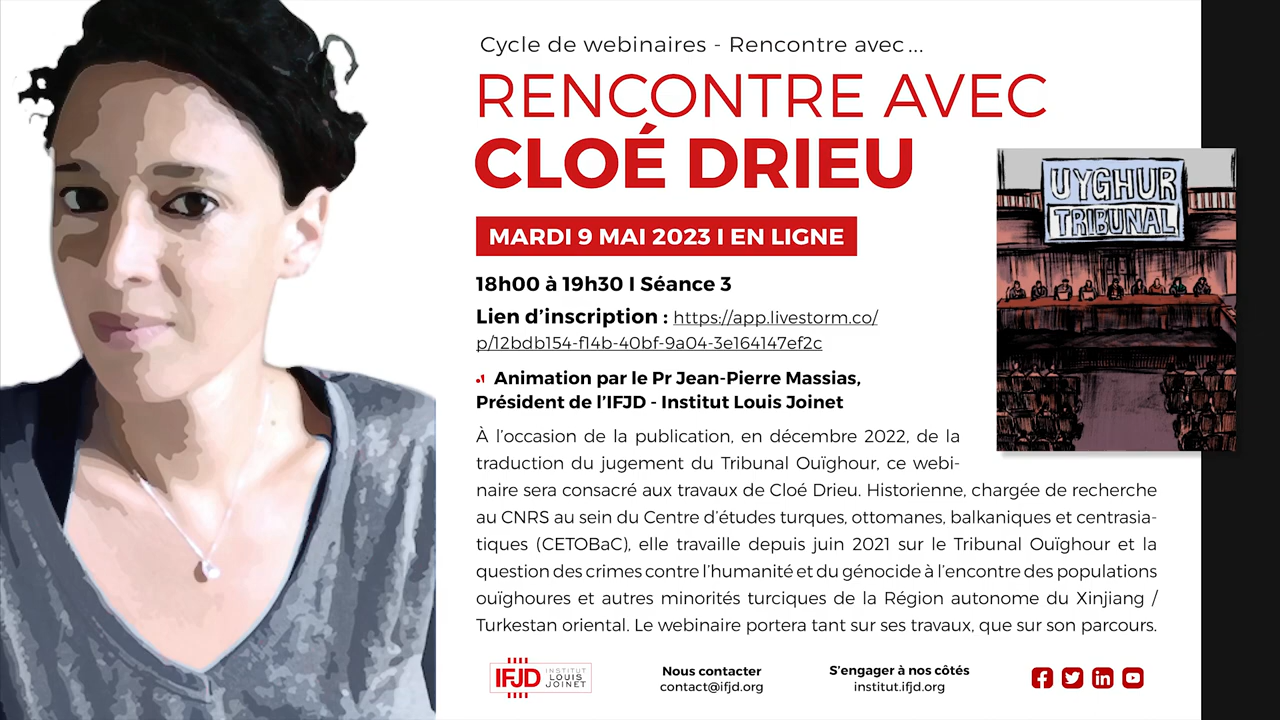 Cycle de webinaires - Rencontre avec ...
RENCONTRE AVEC
CLOÉ DRIEU
MARDI 9 MAI 2023 I EN LIGNE
18h00 à 19h30 I Séance 3
Lien d’inscription : https://app.livestorm.co/
p/12bdb154-f14b-40bf-9a04-3e164147ef2c
Animation par le Pr Jean-Pierre Massias,
Président de l’IFJD - Institut Louis Joinet
À l’occasion de la publication, en décembre 2022, de la
traduction du jugement du Tribunal Ouïghour, ce webi-
naire sera consacré aux travaux de Cloé Drieu. Historienne, chargée de recherche
au CNRS au sein du Centre d’études turques, ottomanes, balkaniques et centrasia-
tiques (CETOBaC), elle travaille depuis juin 2021 sur le Tribunal Ouïghour et la
question des crimes contre l’humanité et du génocide à l’encontre des populations
ouïghoures et autres minorités turciques de la Région autonome du Xinjiang /
Turkestan oriental. Le webinaire portera tant sur ses travaux, que sur son parcours.
UYGHUR
TRIBUNAL
IFJD
INSTITUT
LOUIS
JOINET
Nous contacter
contact@ifjd.org
S’engager à nos côtés
institut.ifjd.org